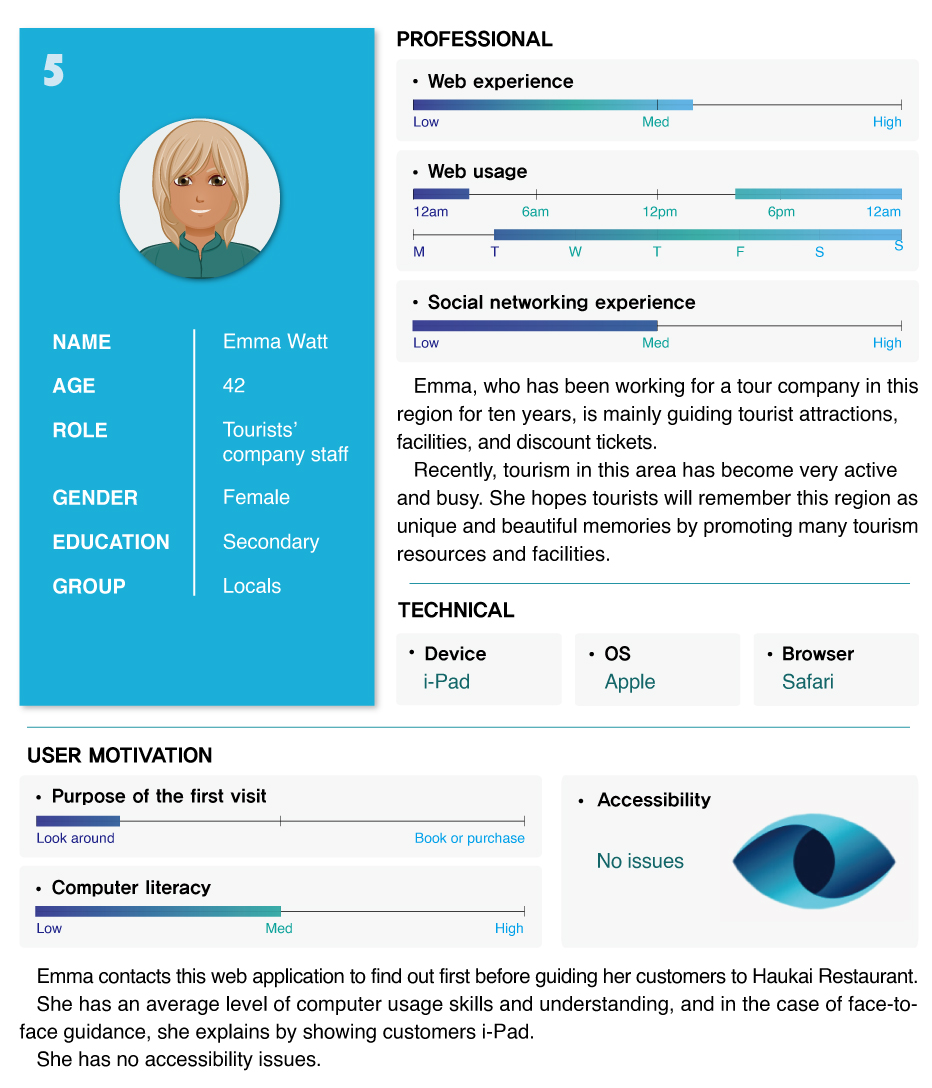 5
NAME Emma Watt
AGE 42
ROLE Tourists’
company staff
GENDER Female
EDUCATION Secondary
GROUP Locals
PROFESSIONAL
• Web experience
Low Med High
• Web usage
12am 6am 12pm 6pm 12am
M T W T F S S
• Social networking experience
Low Med High
Emma, who has been working for a tour company in this
region for ten years, is mainly guiding tourist attractions,
facilities, and discount tickets.
Recently, tourism in this area has become very active
and busy. She hopes tourists will remember this region as
unique and beautiful memories by promoting many tourism
resources and facilities.
TECHNICAL
• Device
i-Pad
• OS
Apple
• Browser
Safari
USER MOTIVATION
• Purpose of the first visit
Look around Book or purchase
• Computer literacy
Low Med High
• Accessibility
No issues
Emma contacts this web application to find out first before guiding her customers to Haukai Restaurant.
She has an average level of computer usage skills and understanding, and in the case of face-to-
face guidance, she explains by showing customers i-Pad.
She has no accessibility issues.